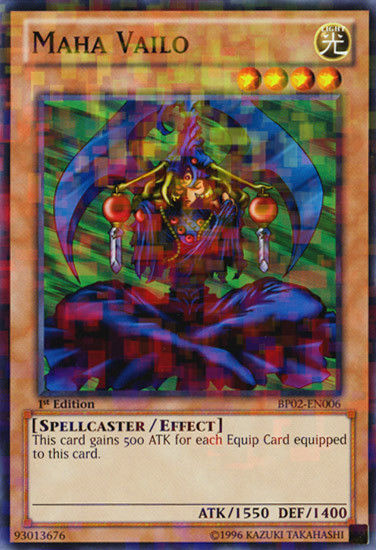 MAHA VAILO
LIGHT
光
1st Edition
BP02-EN006
[SPELLCASTER / EFFECT]
This card gains 500 ATK for each Equip Card equipped
to this card.
ATK/1550 DEF/1400
93013676
©1996 KAZUKI TAKAHASHI